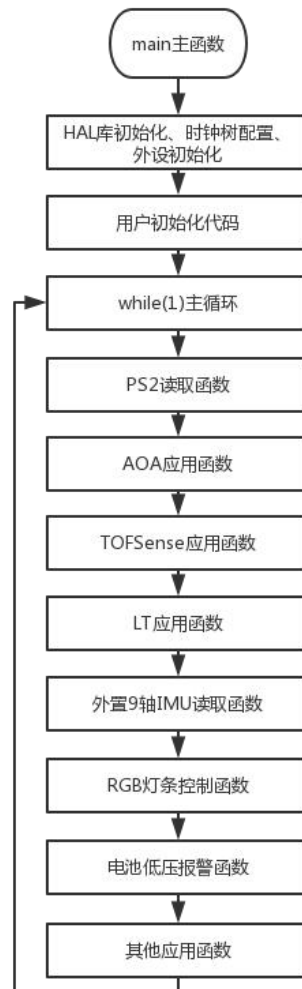 main主函数
HAL库初始化、时钟树配置、
外设初始化
用户初始化代码
while(1)主循环
PS2读取函数
AOA应用函数
TOFSense应用函数
LT应用函数
外置9轴IMU读取函数
RGB灯条控制函数
电池低压报警函数
其他应用函数